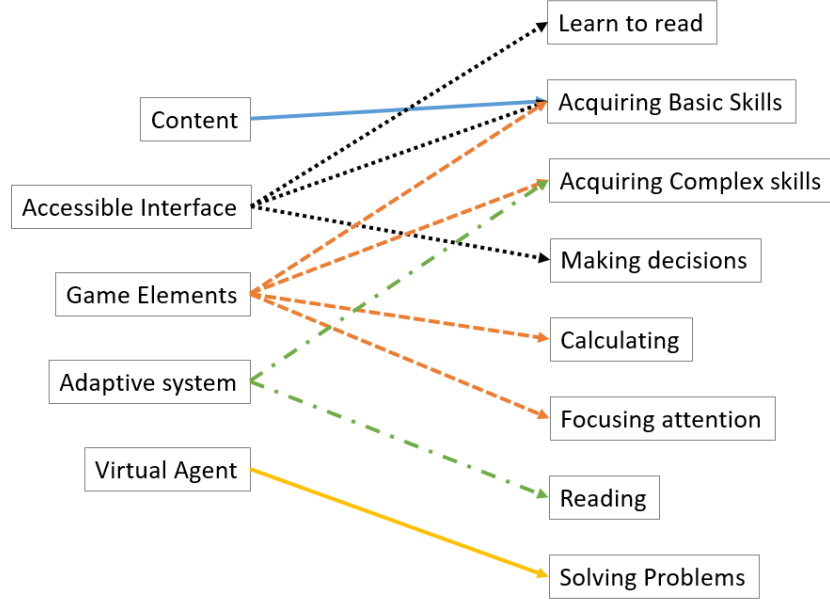 Learn to read
Content
Acquiring Basic Skills
Accessible Interface
Acquiring Complex skills
Game Elements
Making decisions
Adaptive system
Calculating
Virtual Agent
Focusing attention
Reading
Solving Problems